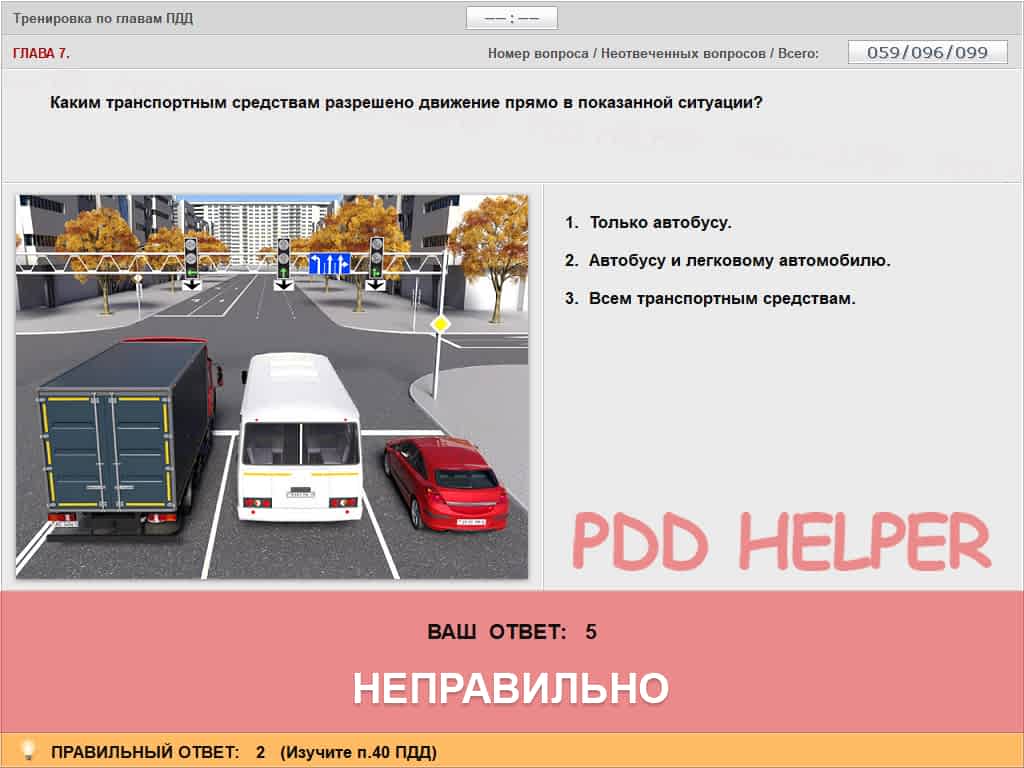 Тренировка по главам ПДД
—— : ——
ГЛАВА 7.
Номер вопроса / Неотвеченных вопросов / Всего:
059/096/099
Каким транспортным средствам разрешено движение прямо в показанной ситуации?
1. Только автобусу.
2. Автобусу и легковому автомобилю.
3. Всем транспортным средствам.
PDD HELPER
ВАШ ОТВЕТ: 5
НЕПРАВИЛЬНО
ПРАВИЛЬНЫЙ ОТВЕТ: 2 (Изучите п.40 ПДД)